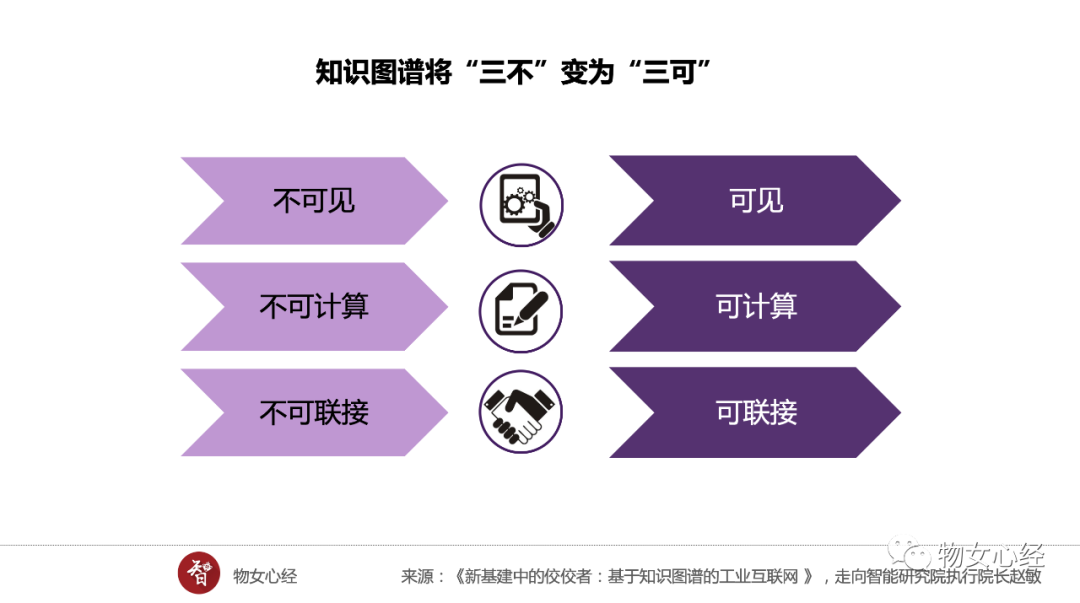 知识图谱将“三不”变为“三可”
不可见
可见
不可计算
可计算
不可联接
可联接
智
物女心经
来源：《新基建中的佼佼者：基于知识图谱的工业互联网 》，走向智能研究院执行院长赵敏
物女心经